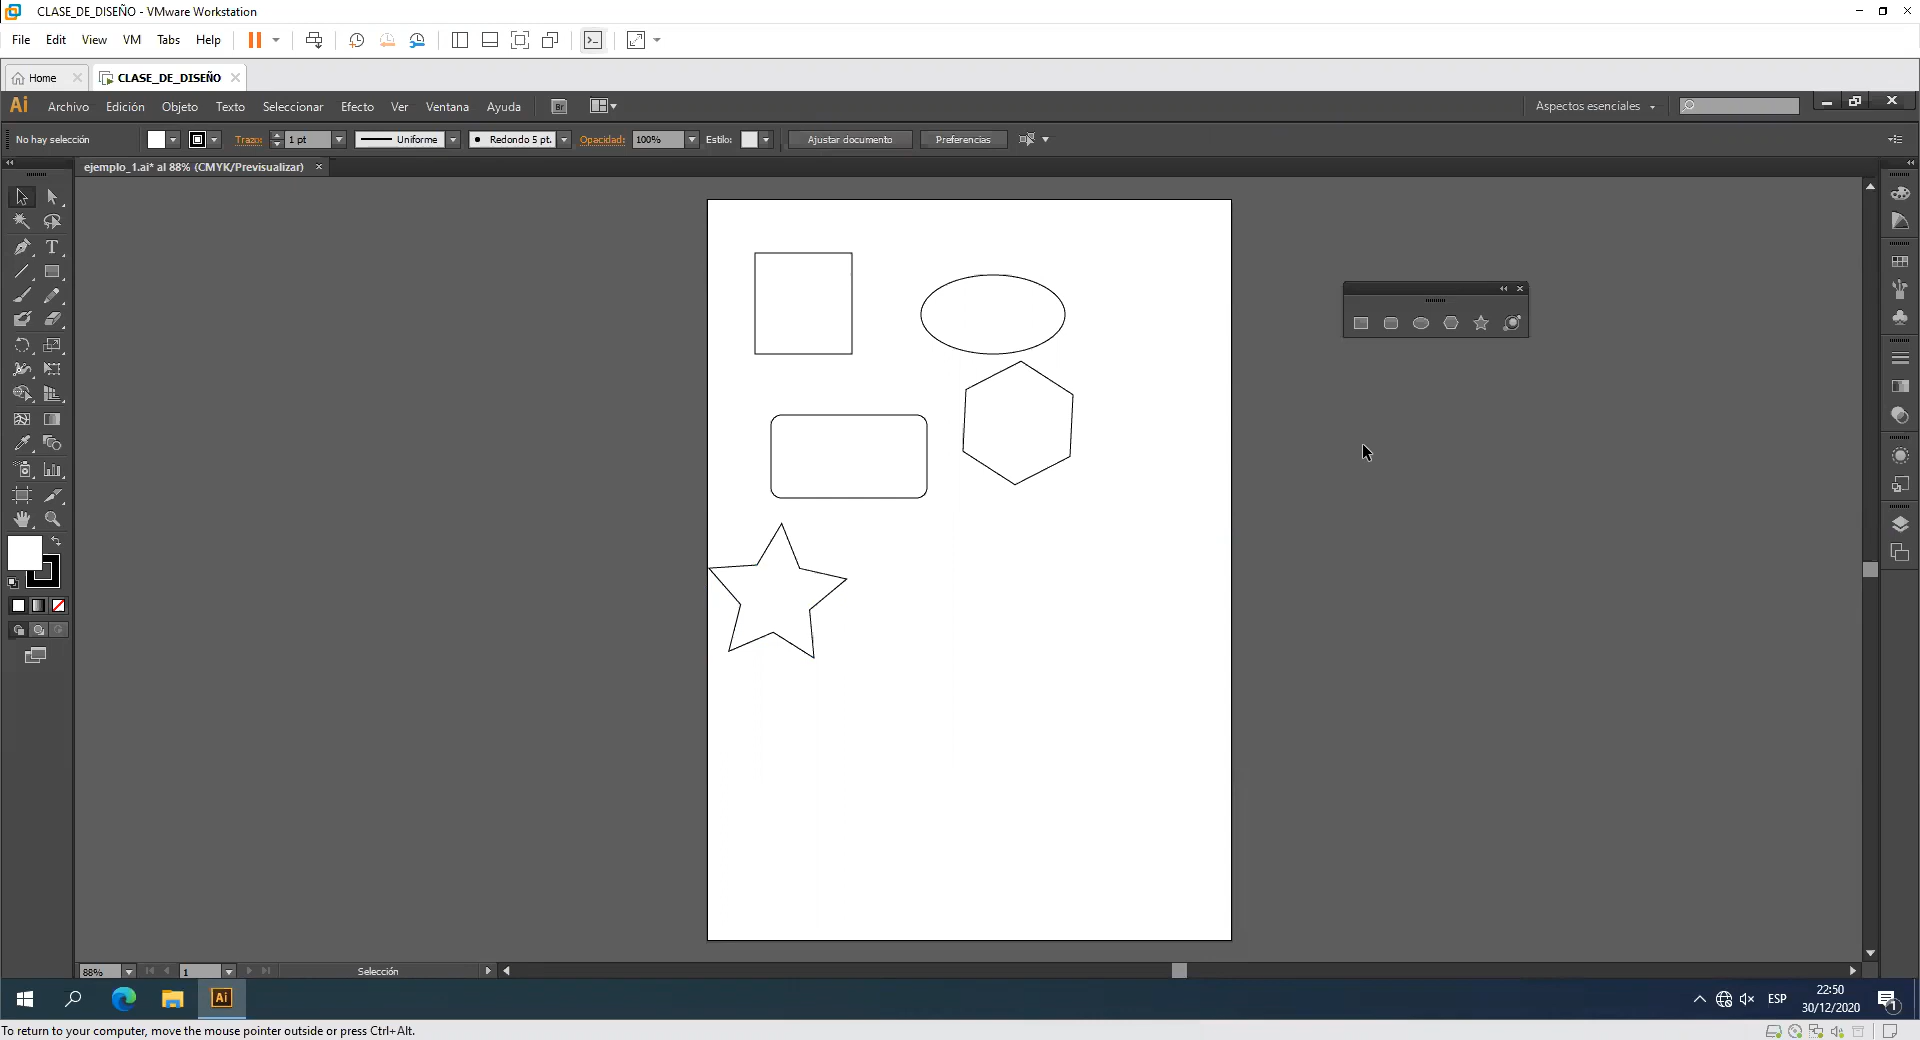 CLASE_DE_DISEÑO - VMware Workstation
File Edit View VM Tabs Help
Home CLASE_DE_DISEÑO
Ai Archivo Edición Objeto Texto Seleccionar Efecto Ver Ventana Ayuda Br Aspectos esenciales
No hay selección Trazo: 1 pt Uniforme Redondo 5 pt. Opacidad: 100% Estilo: Ajustar documento Preferencias
ejemplo_1.ai* al 88% (CMYK/Previsualizar)
T
88% 1 Selección
Ai ESP 22:50
30/12/2020 1
To return to your computer, move the mouse pointer outside or press Ctrl+Alt.